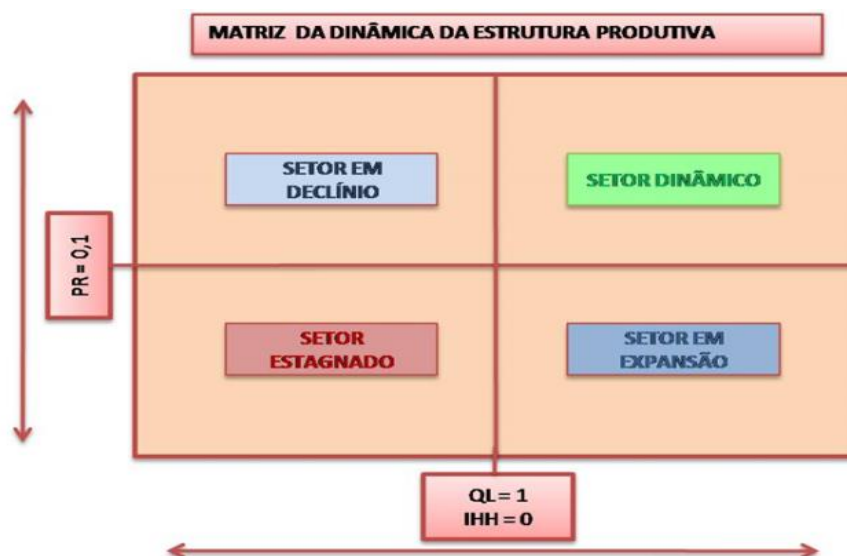 MATRIZ DA DINÂMICA DA ESTRUTURA PRODUTIVA
SETOR EM
DECLÍNIO
SETOR DINÂMICO
PR = 0,1
SETOR
ESTAGNADO
SETOR EM
EXPANSÃO
QL = 1
IHH = 0